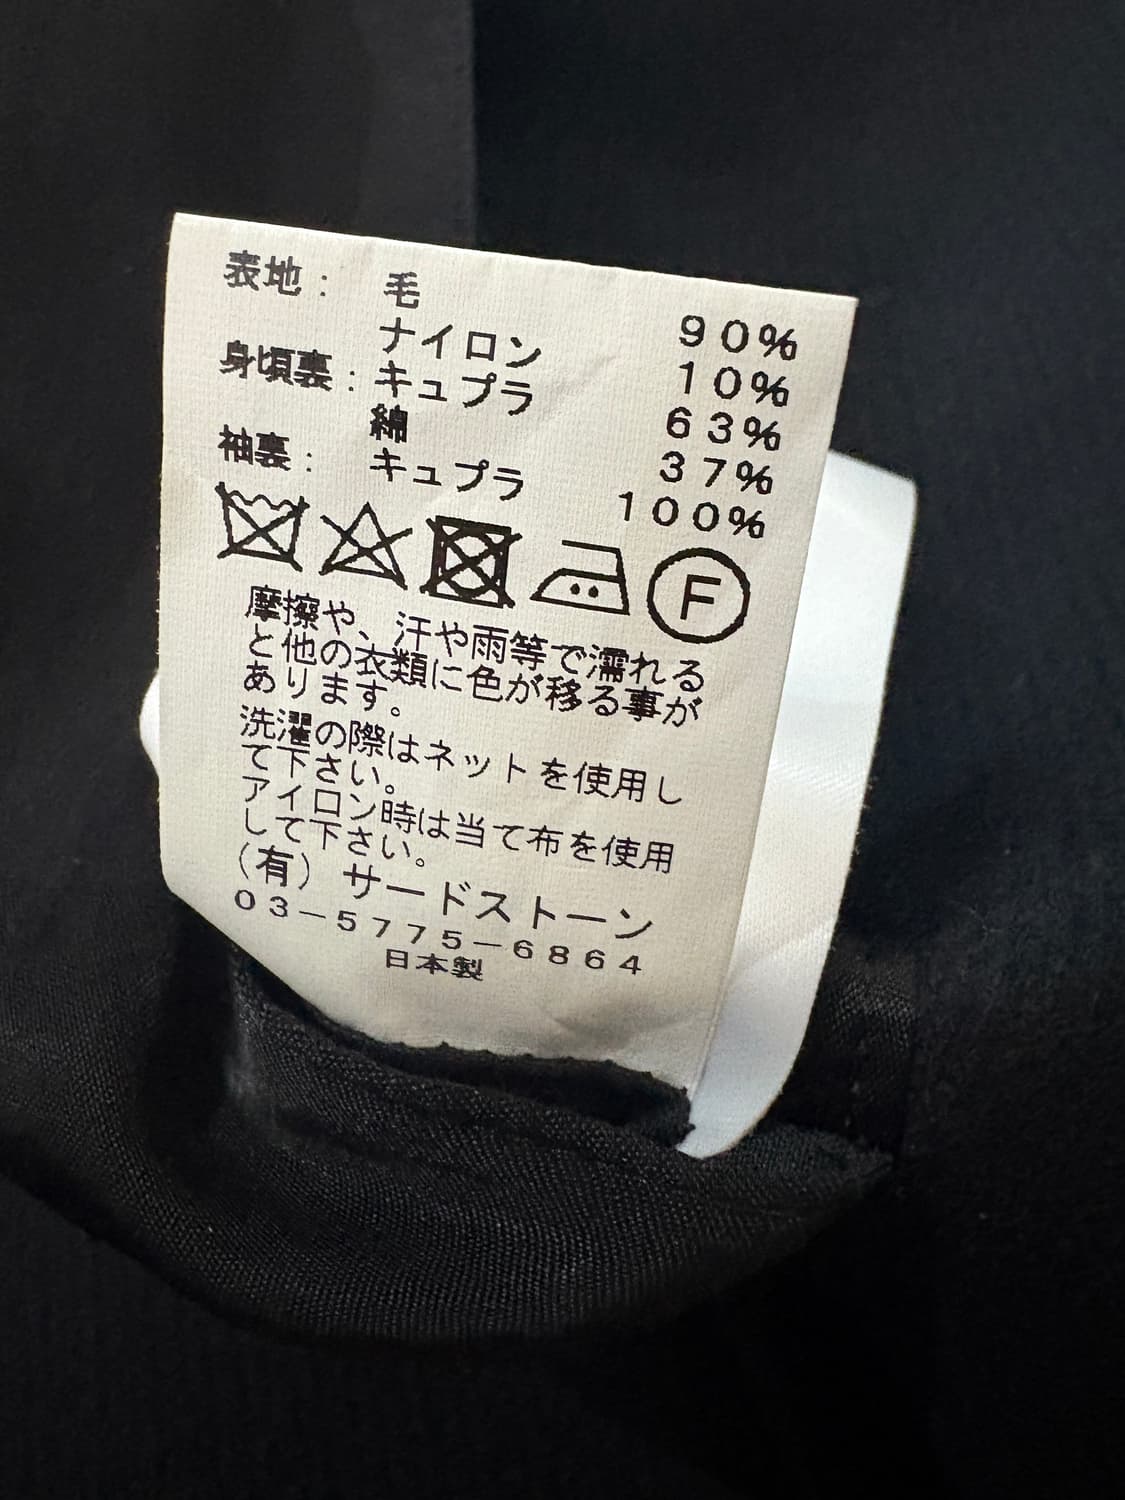 表地： 毛 90%
ナイロン 10%
身頃裏： キュプラ 63%
綿 37%
袖裏： キュプラ 100%
F
摩擦や、汗や雨等で濡れる
と他の衣類に色が移る事が
あります。
洗濯の際はネットを使用し
て下さい。
アイロン時は当て布を使用
して下さい。
（有）サードストーン
03－5775－6864
日本製